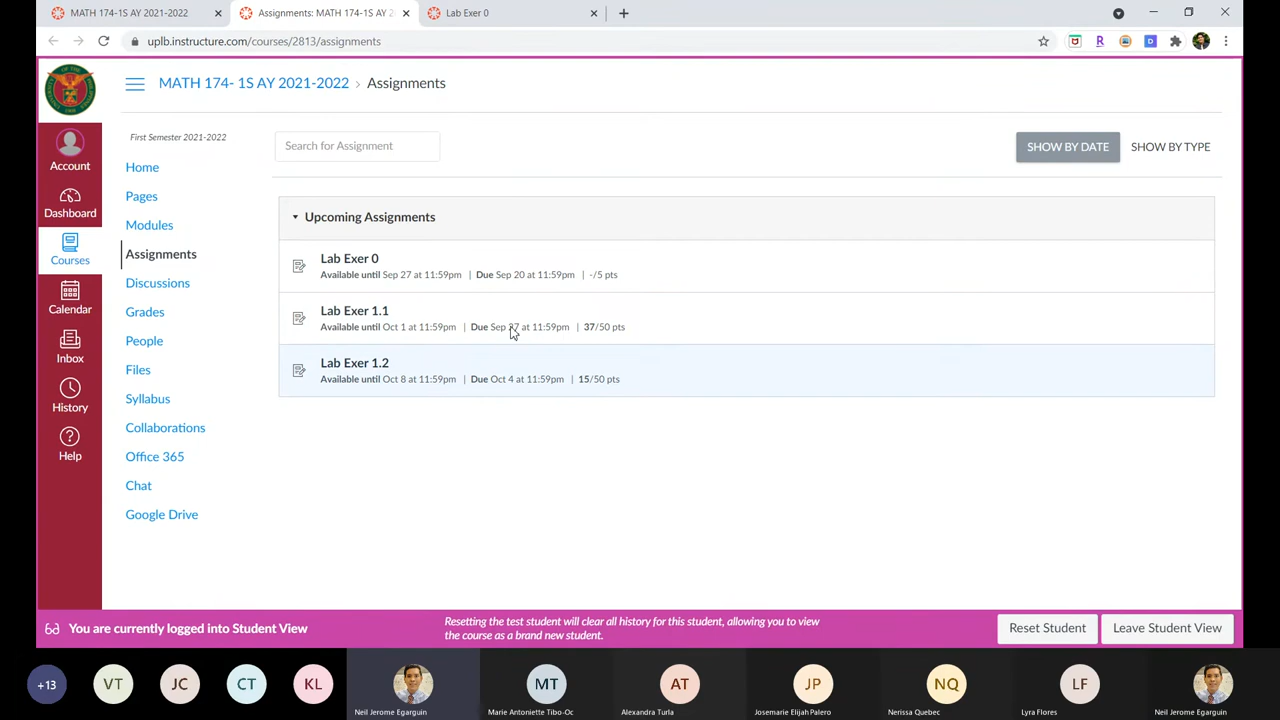 MATH 174-1S AY 2021-2022
Assignments: MATH 174-1S AY 2
Lab Exer 0
uplb.instructure.com/courses/2813/assignments
MATH 174- 1S AY 2021-2022 › Assignments
Account
Dashboard
Courses
Calendar
Inbox
History
Help
First Semester 2021-2022
Home
Pages
Modules
Assignments
Discussions
Grades
People
Files
Syllabus
Collaborations
Office 365
Chat
Google Drive
Search for Assignment
SHOW BY DATE
SHOW BY TYPE
Upcoming Assignments
Lab Exer 0
Available until Sep 27 at 11:59pm | Due Sep 20 at 11:59pm | -/5 pts
Lab Exer 1.1
Available until Oct 1 at 11:59pm | Due Sep 27 at 11:59pm | 37/50 pts
Lab Exer 1.2
Available until Oct 8 at 11:59pm | Due Oct 4 at 11:59pm | 15/50 pts
You are currently logged into Student View
Resetting the test student will clear all history for this student, allowing you to view
the course as a brand new student.
Reset Student
Leave Student View
+13
VT
JC
CT
KL
Neil Jerome Egarguin
MT
Marie Antoniette Tibo-Oc
AT
Alexandra Turla
JP
Josemarie Elijah Palero
NQ
Nerissa Quebec
LF
Lyra Flores
Neil Jerome Egarguin